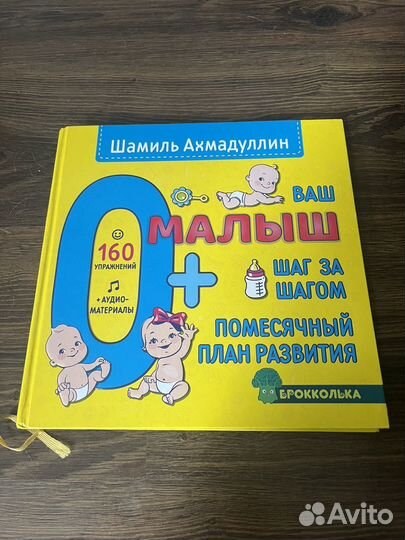 Шамиль Ахмадуллин
0+
160
УПРАЖНЕНИЙ
+ АУДИО-
МАТЕРИАЛЫ
ВАШ
МАЛЫШ
ШАГ ЗА
ШАГОМ
ПОМЕСЯЧНЫЙ
ПЛАН РАЗВИТИЯ
БРОККОЛЬКА
Avito